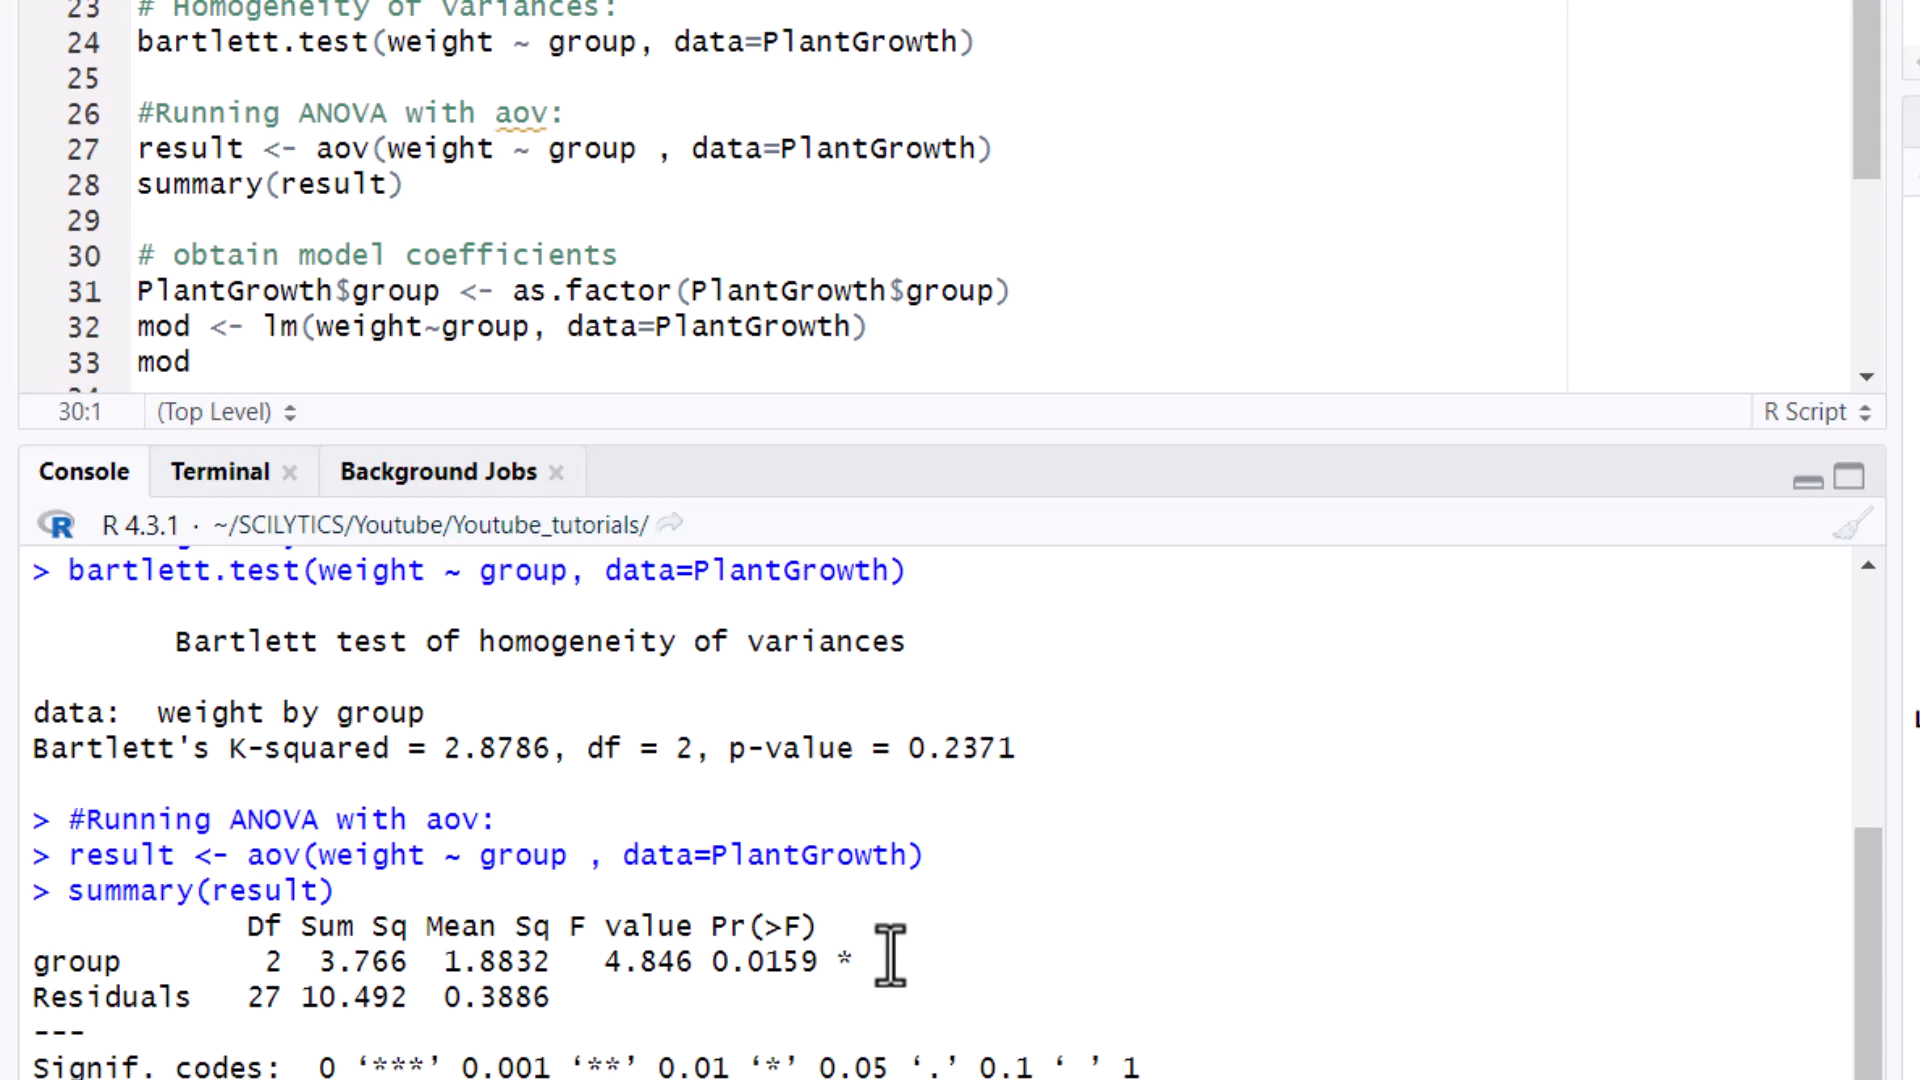 23 # Homogeneity of variances:
24 bartlett.test(weight ~ group, data=PlantGrowth)
25
26 #Running ANOVA with aov:
27 result <- aov(weight ~ group , data=PlantGrowth)
28 summary(result)
29
30 # obtain model coefficients
31 PlantGrowth$group <- as.factor(PlantGrowth$group)
32 mod <- lm(weight~group, data=PlantGrowth)
33 mod
30:1 (Top Level) R Script
Console Terminal Background Jobs
R 4.3.1 · ~/SCILYTICS/Youtube/Youtube_tutorials/
> bartlett.test(weight ~ group, data=PlantGrowth)
Bartlett test of homogeneity of variances
data:  weight by group
Bartlett's K-squared = 2.8786, df = 2, p-value = 0.2371
> #Running ANOVA with aov:
> result <- aov(weight ~ group , data=PlantGrowth)
> summary(result)
            Df Sum Sq Mean Sq F value Pr(>F)
group        2  3.766  1.8832   4.846 0.0159 *
Residuals   27 10.492  0.3886
---
Signif. codes:  0 ‘***’ 0.001 ‘**’ 0.01 ‘*’ 0.05 ‘.’ 0.1 ‘ ’ 1